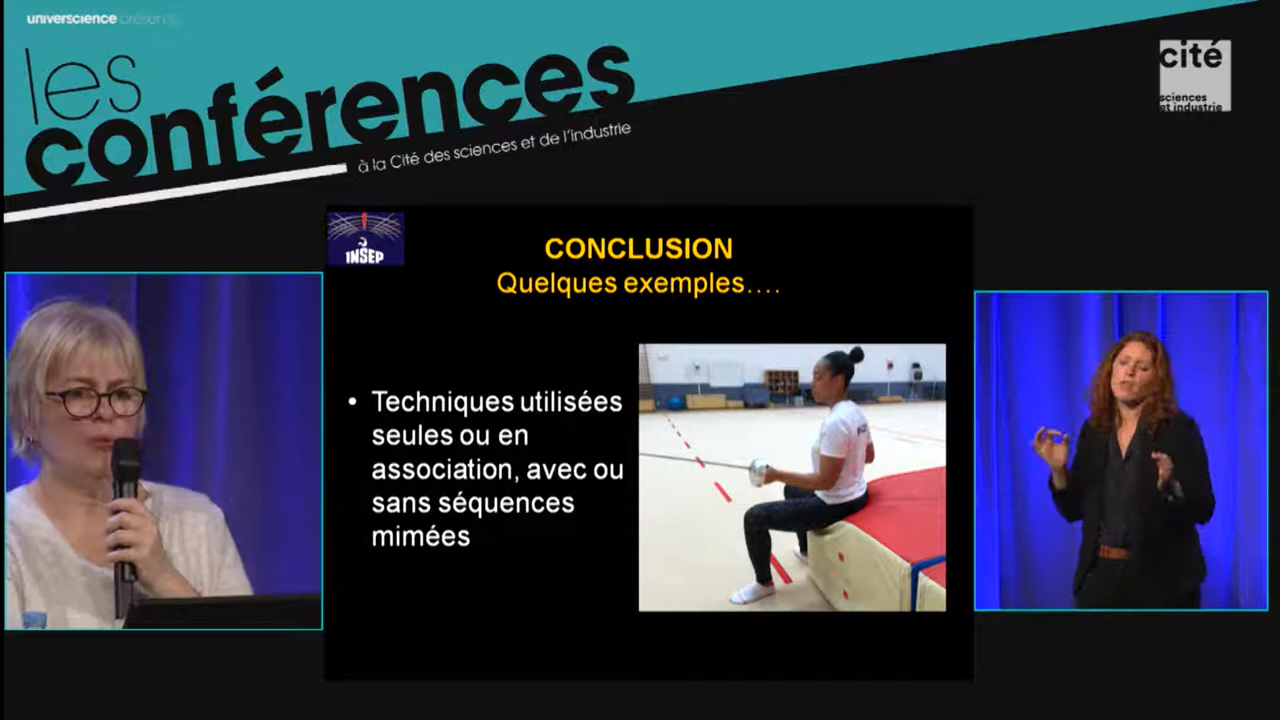 universcience présente
les
conférences
à la Cité des sciences et de l'industrie
cité
sciences
et industrie
INSEP
CONCLUSION
Quelques exemples….
• Techniques utilisées
seules ou en
association, avec ou
sans séquences
mimées